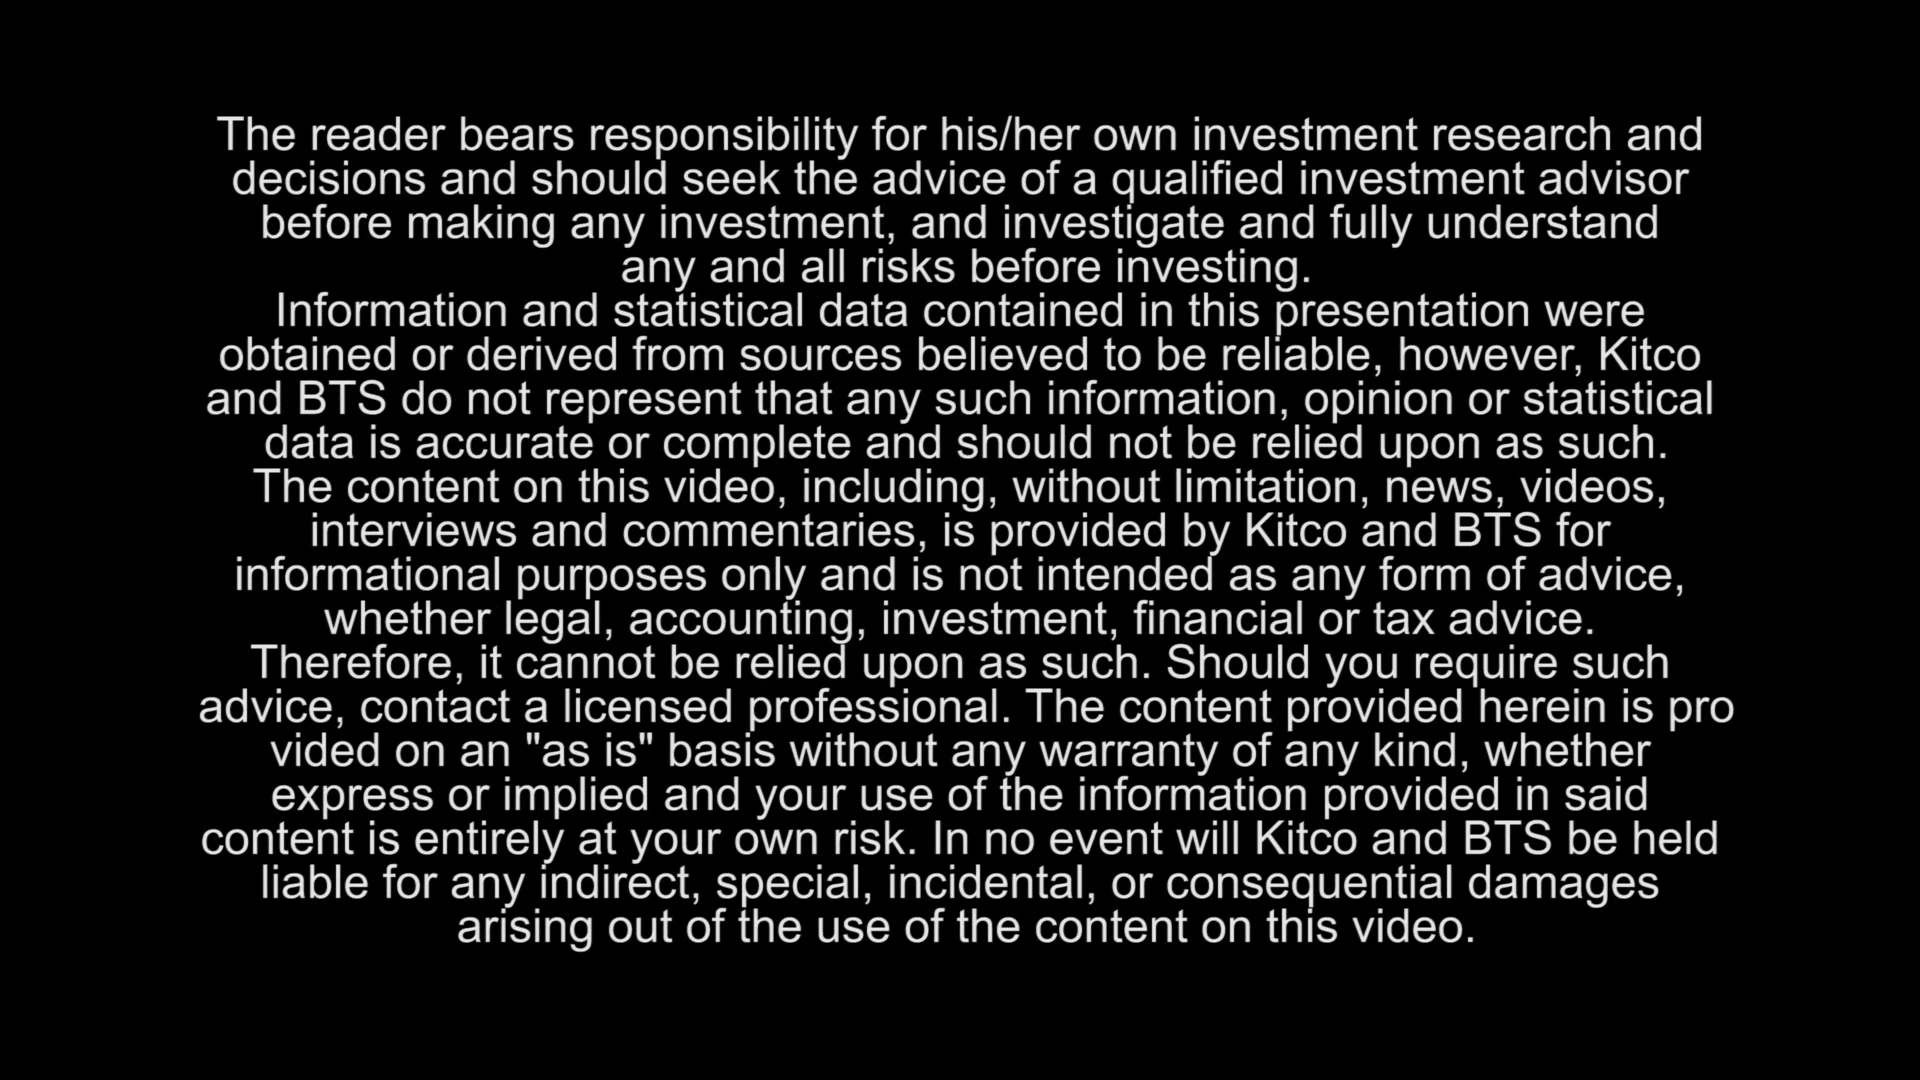 The reader bears responsibility for his/her own investment research and
decisions and should seek the advice of a qualified investment advisor
before making any investment, and investigate and fully understand
any and all risks before investing.
Information and statistical data contained in this presentation were
obtained or derived from sources believed to be reliable, however, Kitco
and BTS do not represent that any such information, opinion or statistical
data is accurate or complete and should not be relied upon as such.
The content on this video, including, without limitation, news, videos,
interviews and commentaries, is provided by Kitco and BTS for
informational purposes only and is not intended as any form of advice,
whether legal, accounting, investment, financial or tax advice.
Therefore, it cannot be relied upon as such. Should you require such
advice, contact a licensed professional. The content provided herein is pro
vided on an "as is" basis without any warranty of any kind, whether
express or implied and your use of the information provided in said
content is entirely at your own risk. In no event will Kitco and BTS be held
liable for any indirect, special, incidental, or consequential damages
arising out of the use of the content on this video.